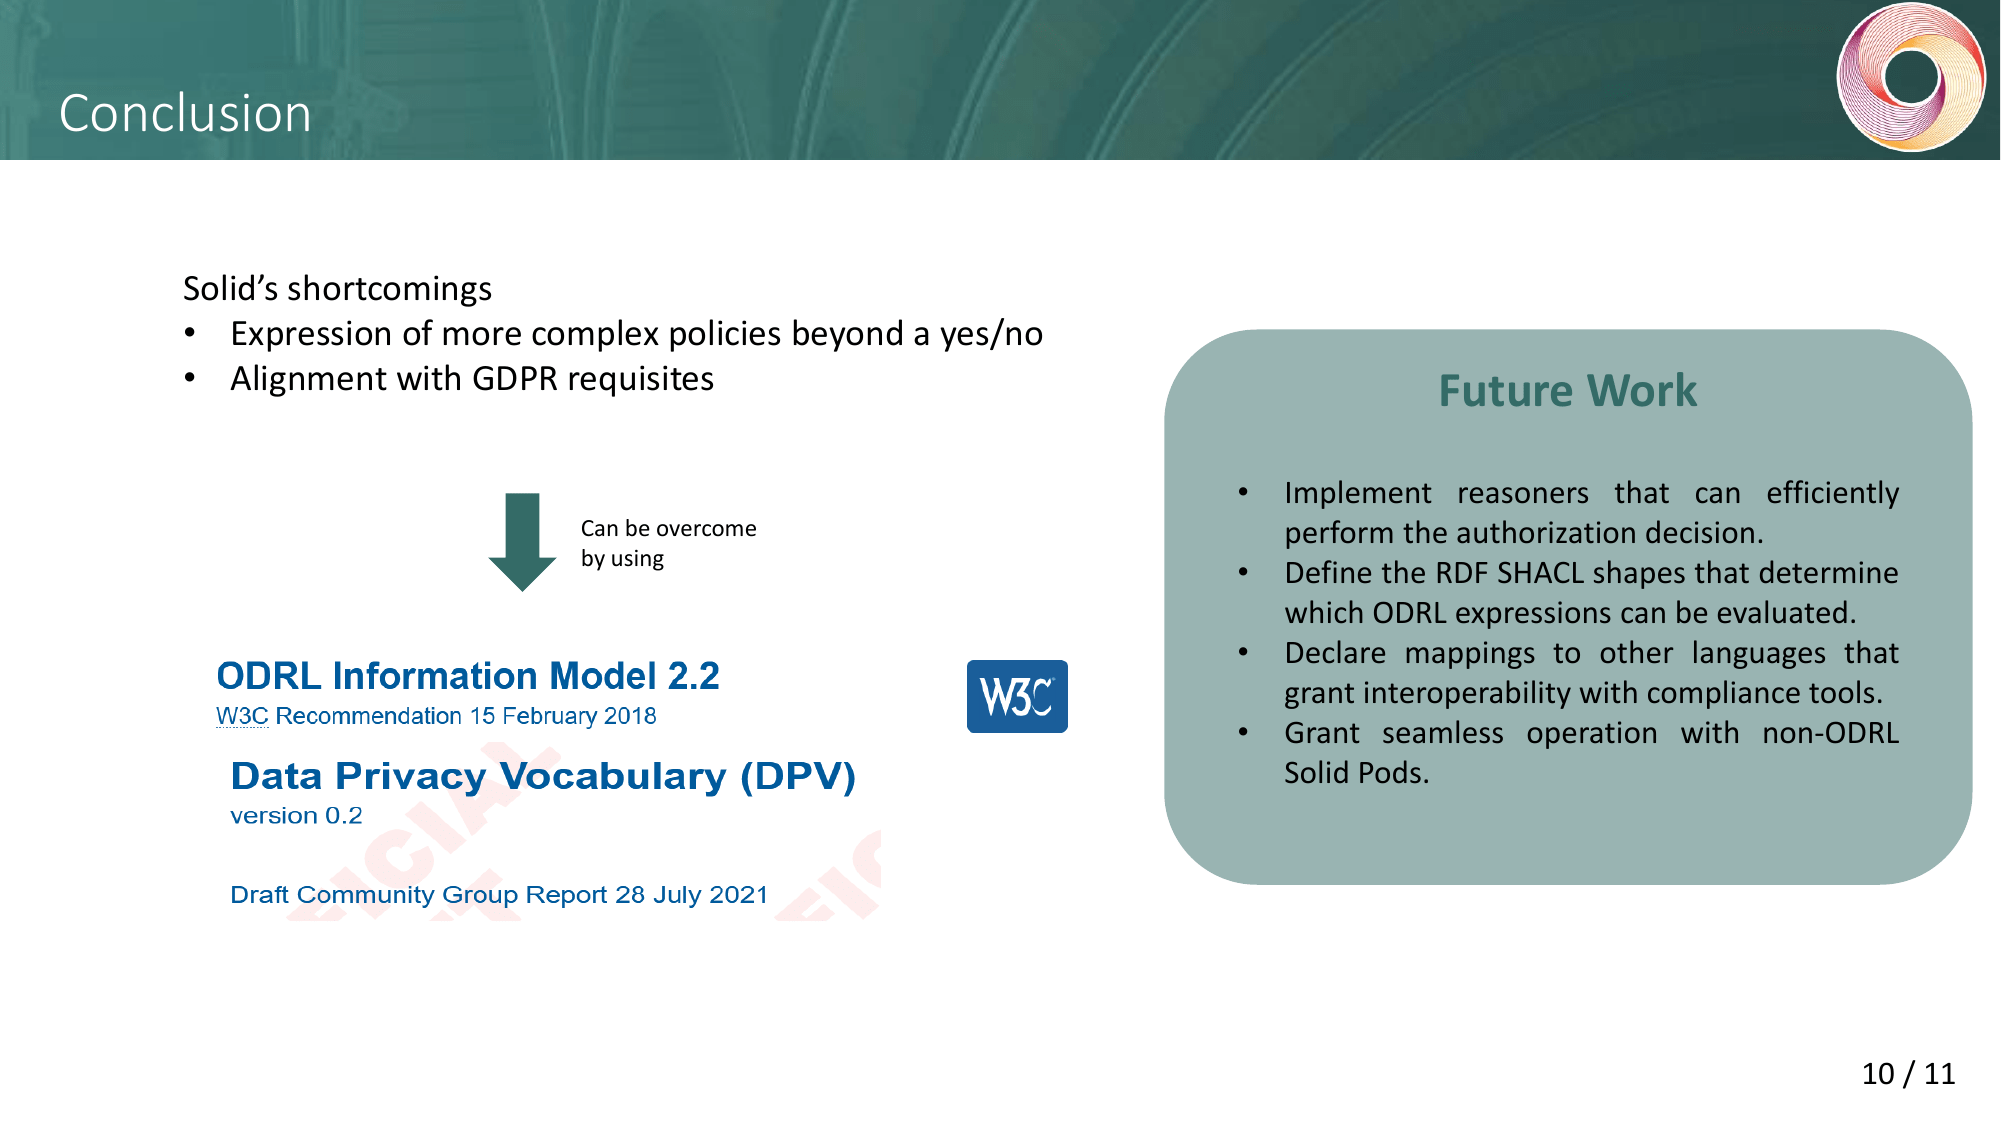 Conclusion
Solid’s shortcomings
• Expression of more complex policies beyond a yes/no
• Alignment with GDPR requisites
Can be overcome
by using
ODRL Information Model 2.2
W3C Recommendation 15 February 2018
W3C
Data Privacy Vocabulary (DPV)
version 0.2
Draft Community Group Report 28 July 2021
Future Work
• Implement reasoners that can efficiently
perform the authorization decision.
• Define the RDF SHACL shapes that determine
which ODRL expressions can be evaluated.
• Declare mappings to other languages that
grant interoperability with compliance tools.
• Grant seamless operation with non-ODRL
Solid Pods.
10 / 11